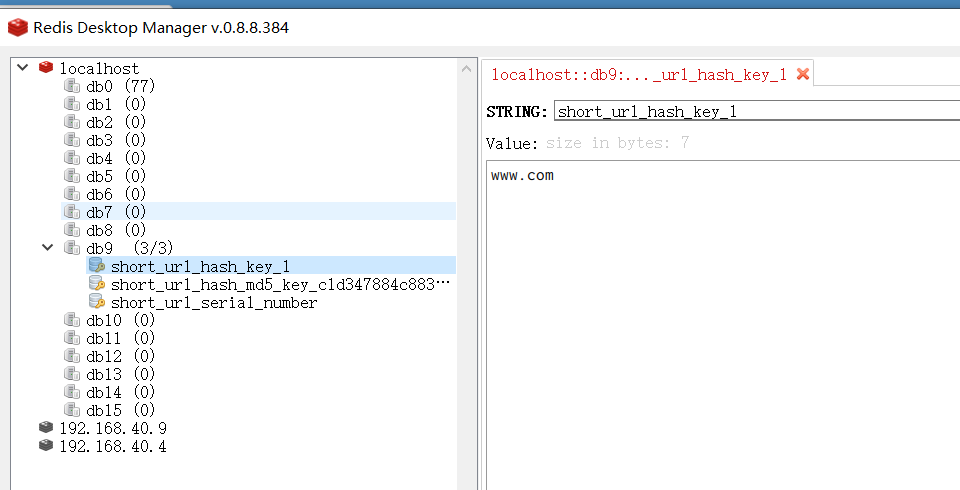 Redis Desktop Manager v.0.8.8.384
localhost
db0 (77)
db1 (0)
db2 (0)
db3 (0)
db4 (0)
db5 (0)
db6 (0)
db7 (0)
db8 (0)
db9 (3/3)
short_url_hash_key_1
short_url_hash_md5_key_c1d347884c883···
short_url_serial_number
db10 (0)
db11 (0)
db12 (0)
db13 (0)
db14 (0)
db15 (0)
192.168.40.9
192.168.40.4
localhost::db9:..._url_hash_key_1
STRING: short_url_hash_key_1
Value: size in bytes: 7
www.com